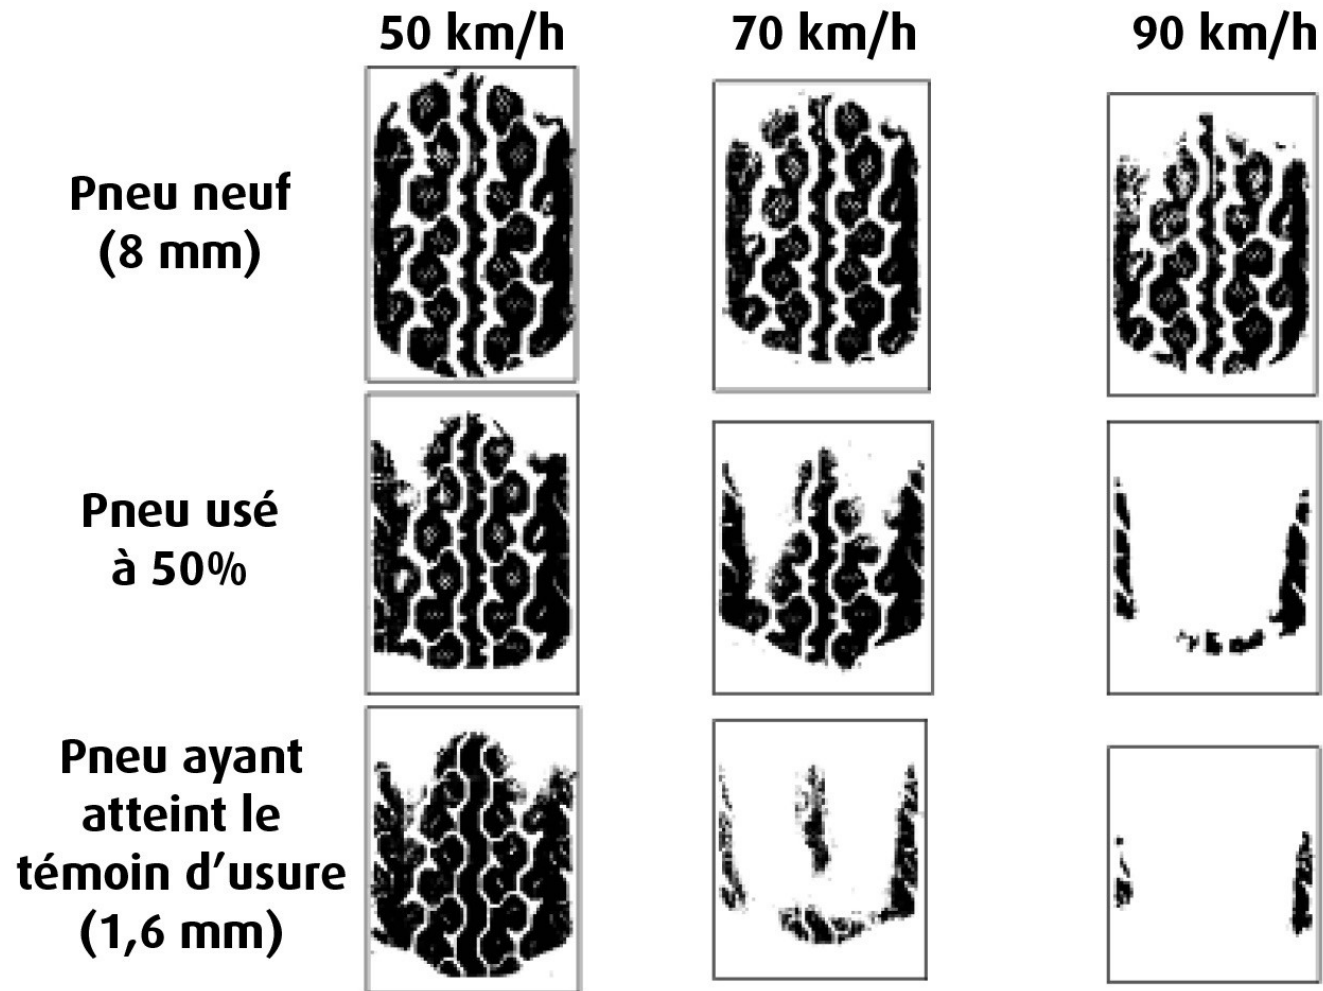 50 km/h
70 km/h
90 km/h
Pneu neuf
(8 mm)
Pneu usé
à 50%
Pneu ayant
atteint le
témoin d’usure
(1,6 mm)